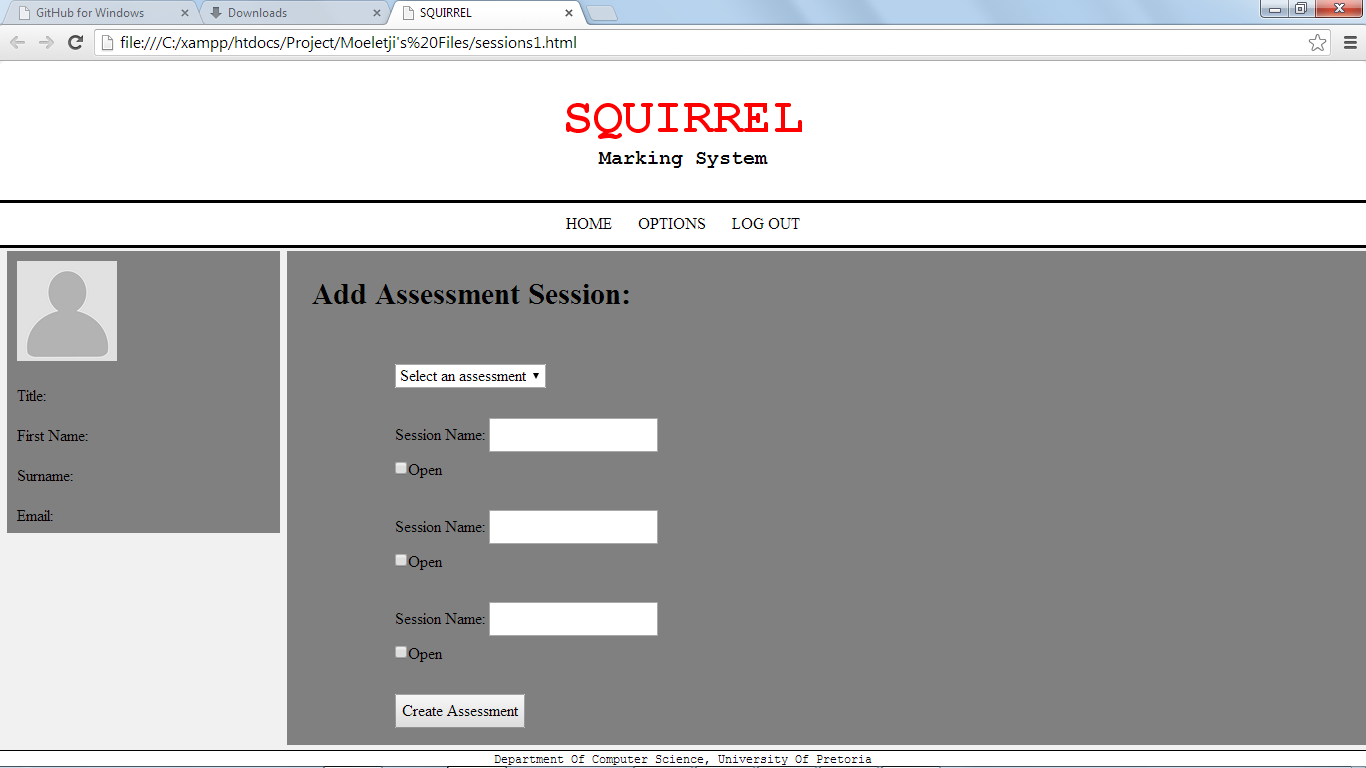 GitHub for Windows
Downloads
SQUIRREL
file:///C:/xampp/htdocs/Project/Moeletji's%20Files/sessions1.html
SQUIRREL
Marking System
HOME OPTIONS LOG OUT
Title:
First Name:
Surname:
Email:
Add Assessment Session:
Select an assessment
Session Name:
Open
Session Name:
Open
Session Name:
Open
Create Assessment
Department Of Computer Science, University Of Pretoria